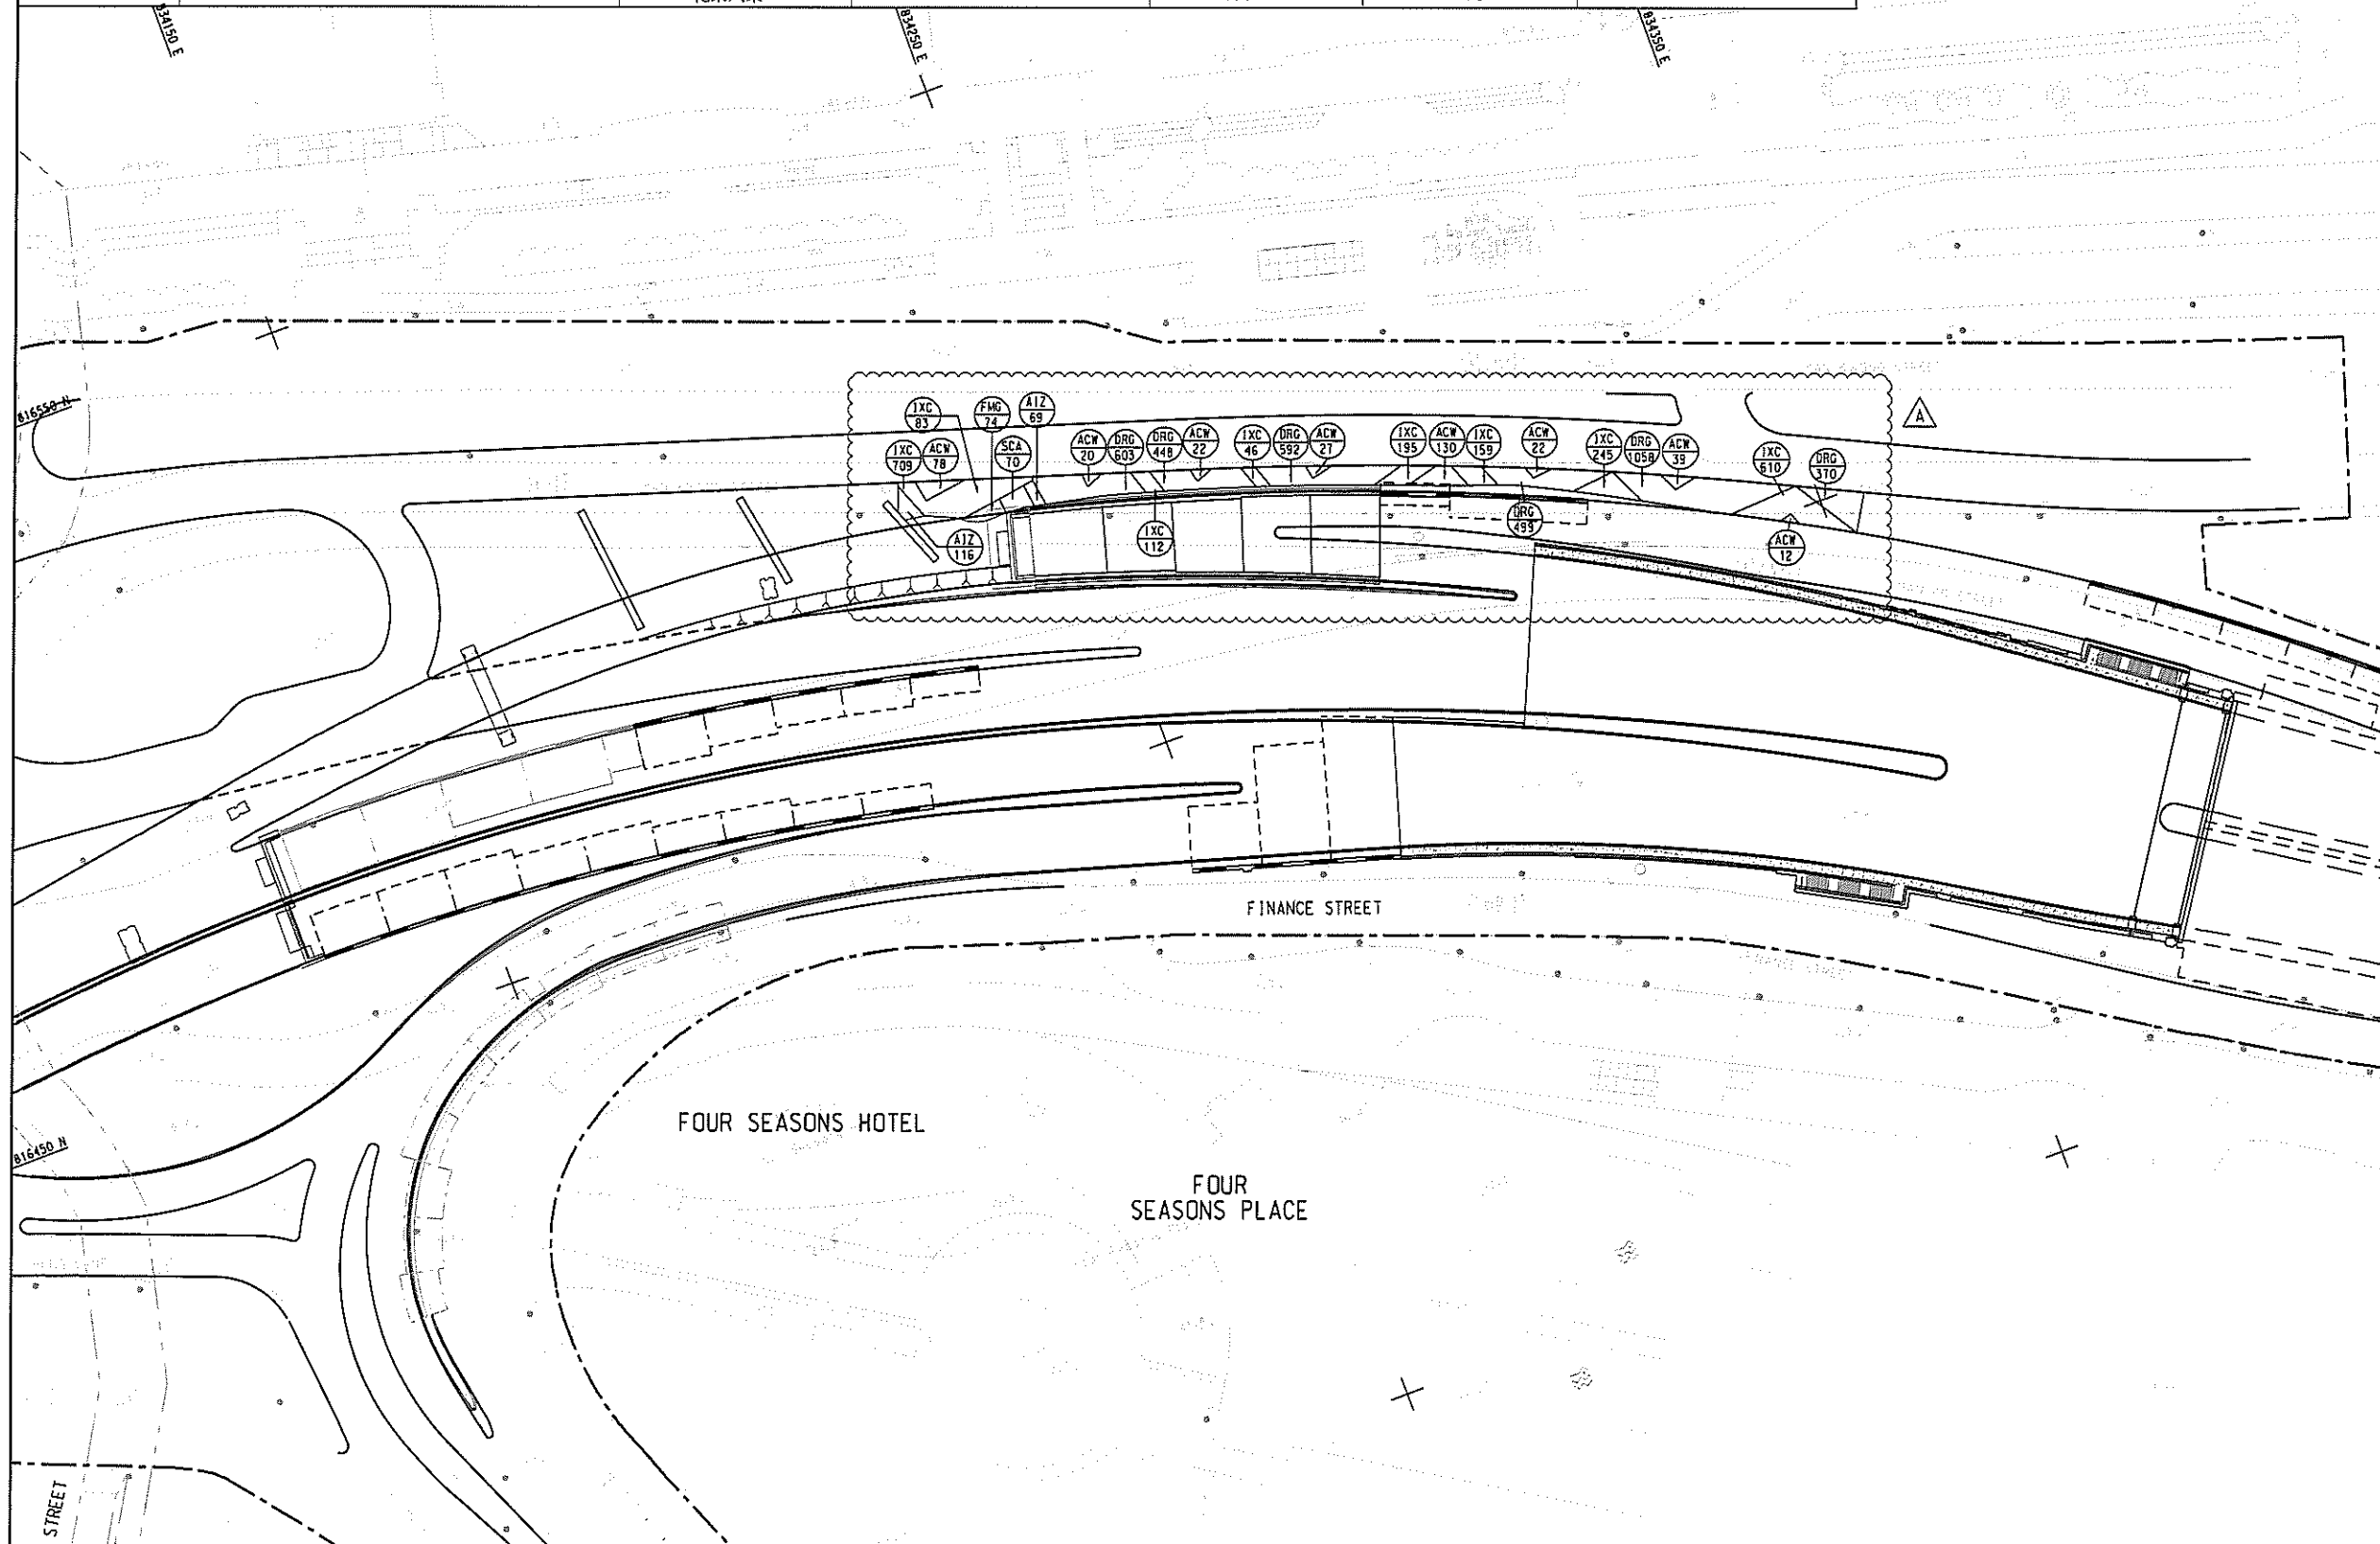 834150 E
834250 E
834350 E
816550 N
IXC
83
FMG
74
AIZ
69
A
IXC
709
ACW
78
SCA
70
ACW
20
DRG
603
DRG
448
ACW
22
IXC
46
DRG
592
ACW
27
IXC
195
ACW
130
IXC
159
ACW
22
IXC
245
DRG
1058
ACW
39
IXC
610
DRG
370
AIZ
116
IXC
112
DRG
499
ACW
12
FINANCE STREET
FOUR SEASONS HOTEL
816450 N
FOUR
SEASONS PLACE
STREET